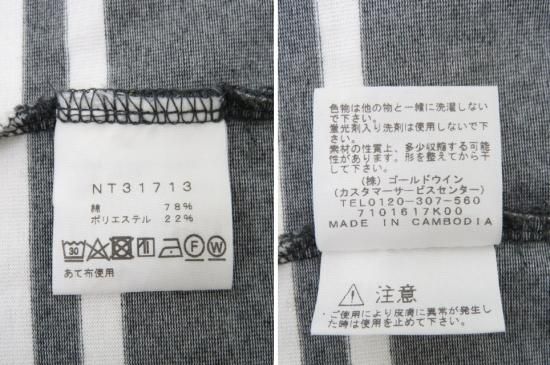 NT31713
綿 78%
ポリエステル 22%
30 F W
あて布使用
色物は他の物と一緒に洗濯しない
で下さい。
蛍光剤入り洗剤は使用しないで下
さい。
素材の性質上、多少収縮する可能
性があります。形を整えてから干
して下さい。
(株)ゴールドウイン
(カスタマーサービスセンター)
TEL0120-307-560
7101617K00
MADE IN CAMBODIA
注意
ご使用により皮膚に異常が発生し
た時は使用を止めて下さい。